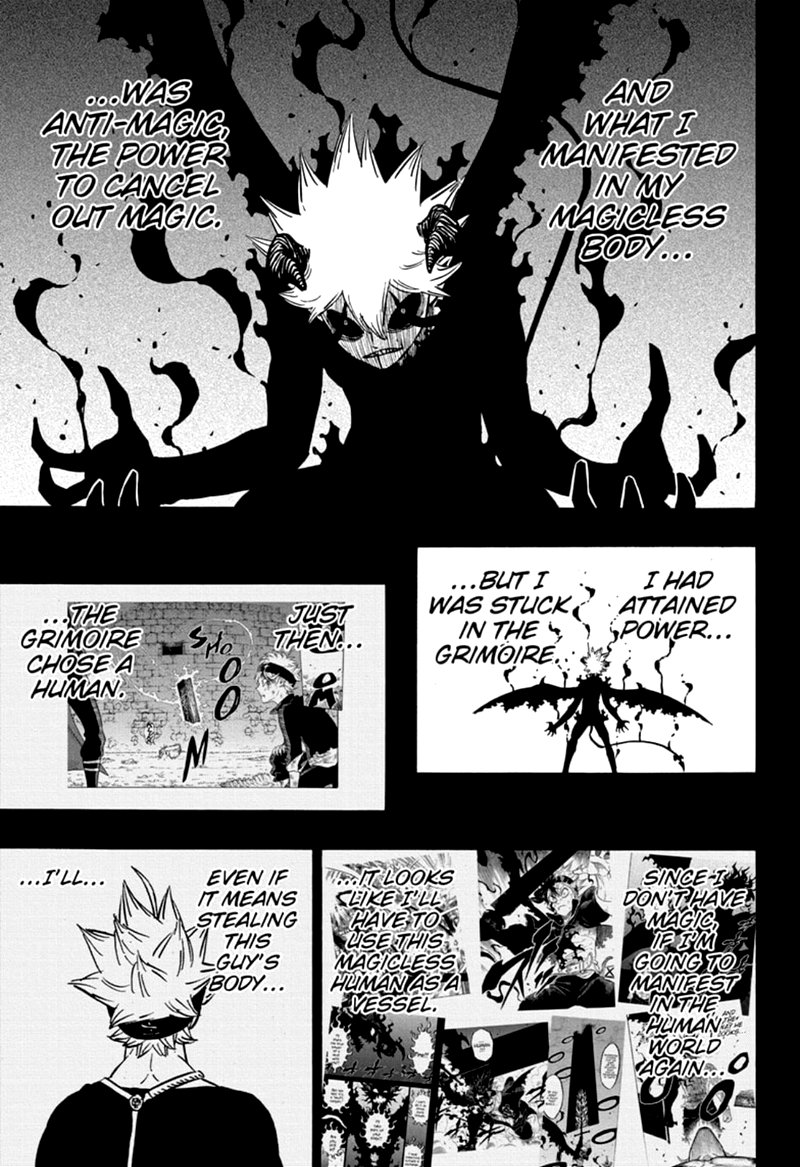 AND
WHAT I
MANIFESTED
IN MY
MAGICLESS
BODY...
...WAS
ANTI-MAGIC,
THE POWER
TO CANCEL
OUT MAGIC.
I HAD
ATTAINED
POWER...
...BUT I
WAS STUCK
IN THE
GRIMOIRE.
JUST
THEN...
...THE
GRIMOIRE
CHOSE A
HUMAN.
SHOOM
SINCE I
DON'T HAVE
MAGIC,
IF I'M
GOING TO
MANIFEST
IN THE
HUMAN
WORLD
AGAIN...
...IT LOOKS
LIKE I'LL
HAVE TO
USE THIS
MAGICLESS
HUMAN AS A
VESSEL.
EVEN IF
IT MEANS
STEALING
THIS
GUY'S
BODY...
...I'LL...